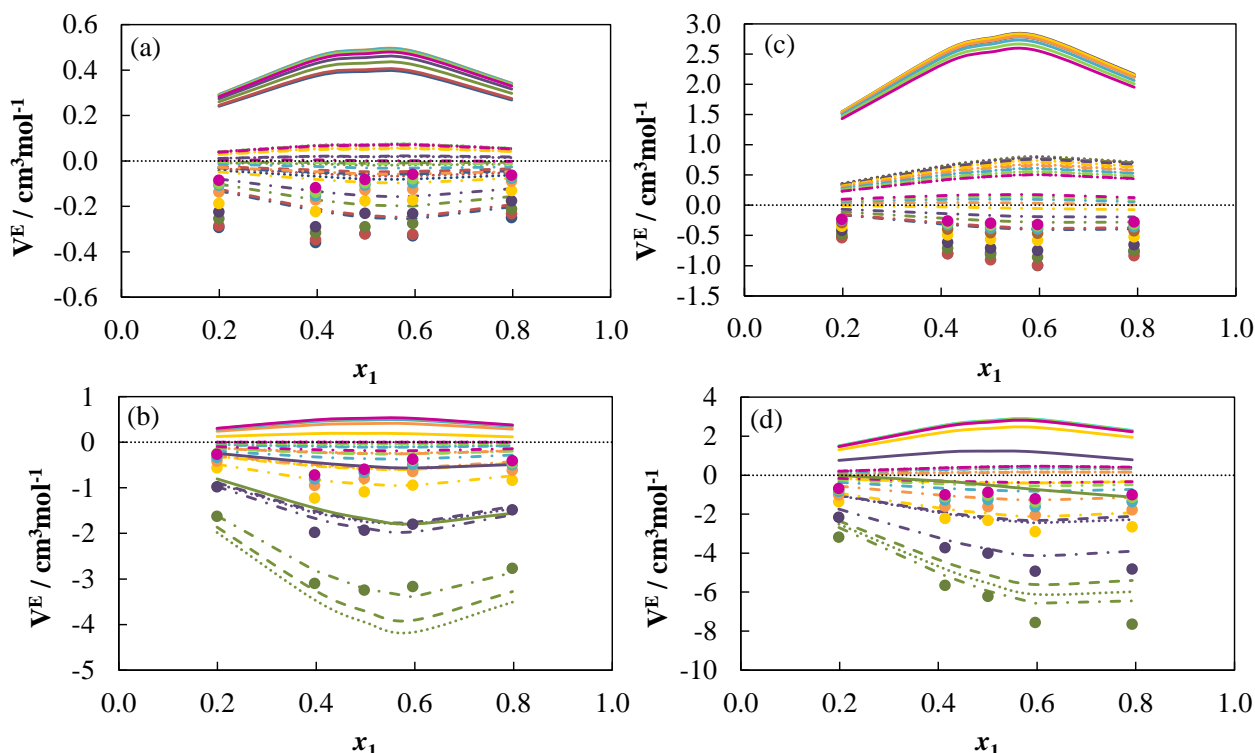 (a)
V^E / cm^3mol^-1
0.6
0.4
0.2
0.0
-0.2
-0.4
-0.6
0.0 0.2 0.4 0.6 0.8 1.0
x_1
(c)
V^E / cm^3mol^-1
3.0
2.5
2.0
1.5
1.0
0.5
0.0
-0.5
-1.0
-1.5
0.0 0.2 0.4 0.6 0.8 1.0
x_1
(b)
V^E / cm^3mol^-1
1
0
-1
-2
-3
-4
-5
0.0 0.2 0.4 0.6 0.8 1.0
x_1
(d)
V^E / cm^3mol^-1
4
2
0
-2
-4
-6
-8
-10
0.0 0.2 0.4 0.6 0.8 1.0
x_1